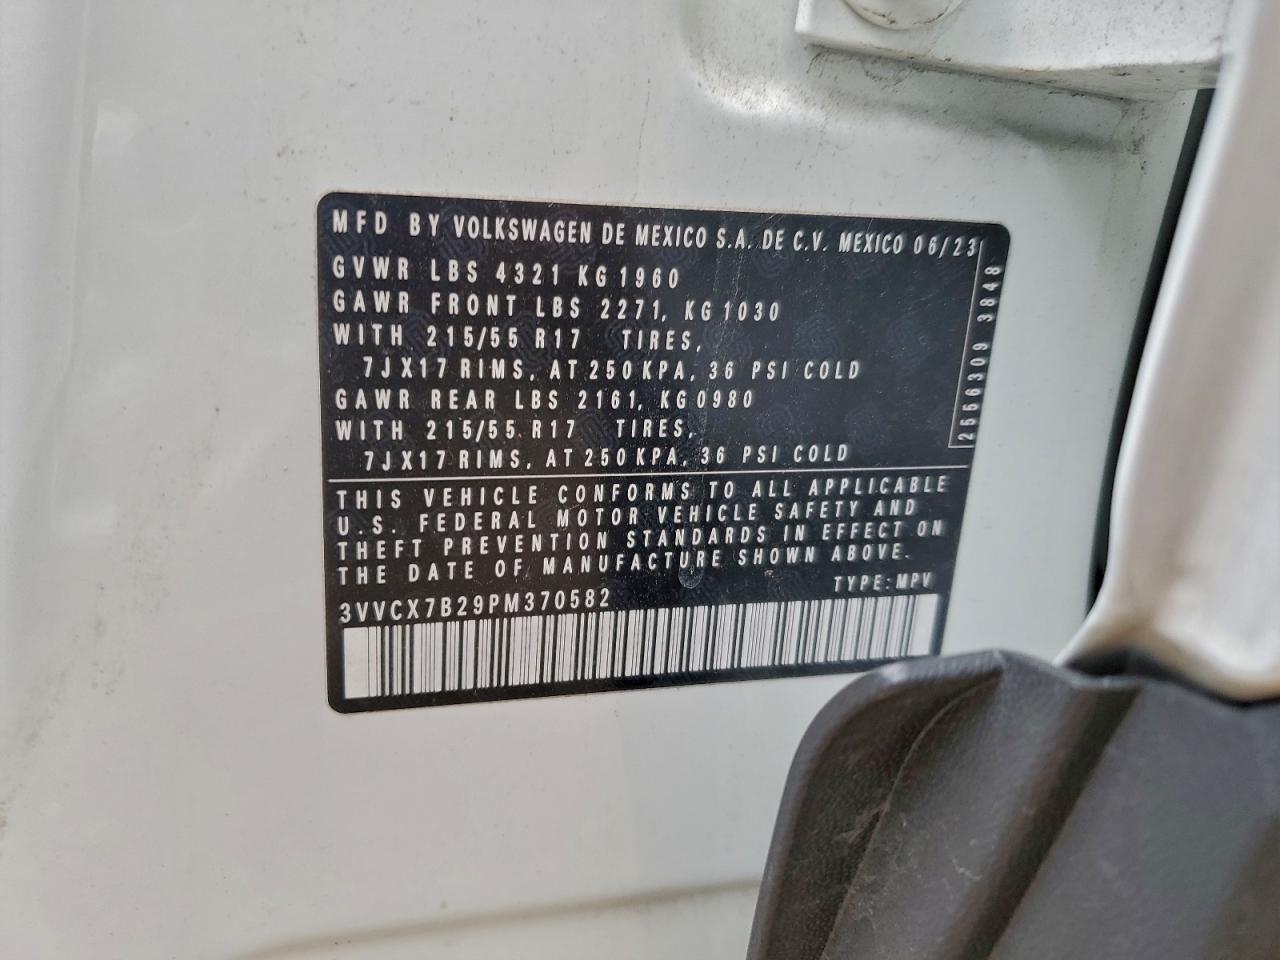 MFD BY VOLKSWAGEN DE MEXICO S.A. DE C.V. MEXICO 06/23
GVWR LBS 4321 KG 1960
GAWR FRONT LBS 2271, KG 1030
WITH 215/55 R17 TIRES,
7JX17 RIMS, AT 250 KPA, 36 PSI COLD
GAWR REAR LBS 2161, KG 0980
WITH 215/55 R17 TIRES,
7JX17 RIMS, AT 250 KPA, 36 PSI COLD
2556309 3848
THIS VEHICLE CONFORMS TO ALL APPLICABLE
U.S. FEDERAL MOTOR VEHICLE SAFETY AND
THEFT PREVENTION STANDARDS IN EFFECT ON
THE DATE OF MANUFACTURE SHOWN ABOVE.
TYPE: MPV
3VVCX7B29PM370582